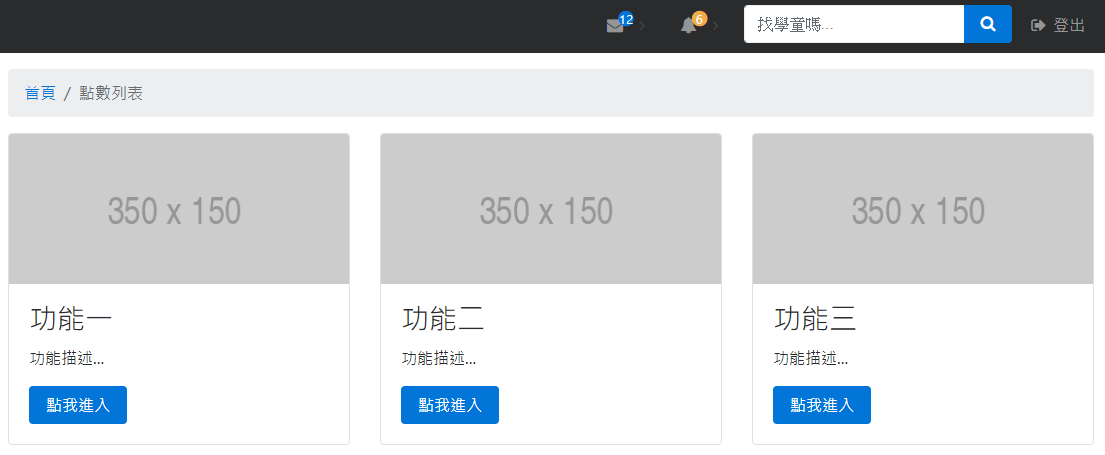 12
6
找學童嗎...
登出
首頁 / 點數列表
350 x 150
350 x 150
350 x 150
功能一
功能二
功能三
功能描述...
功能描述...
功能描述...
點我進入
點我進入
點我進入